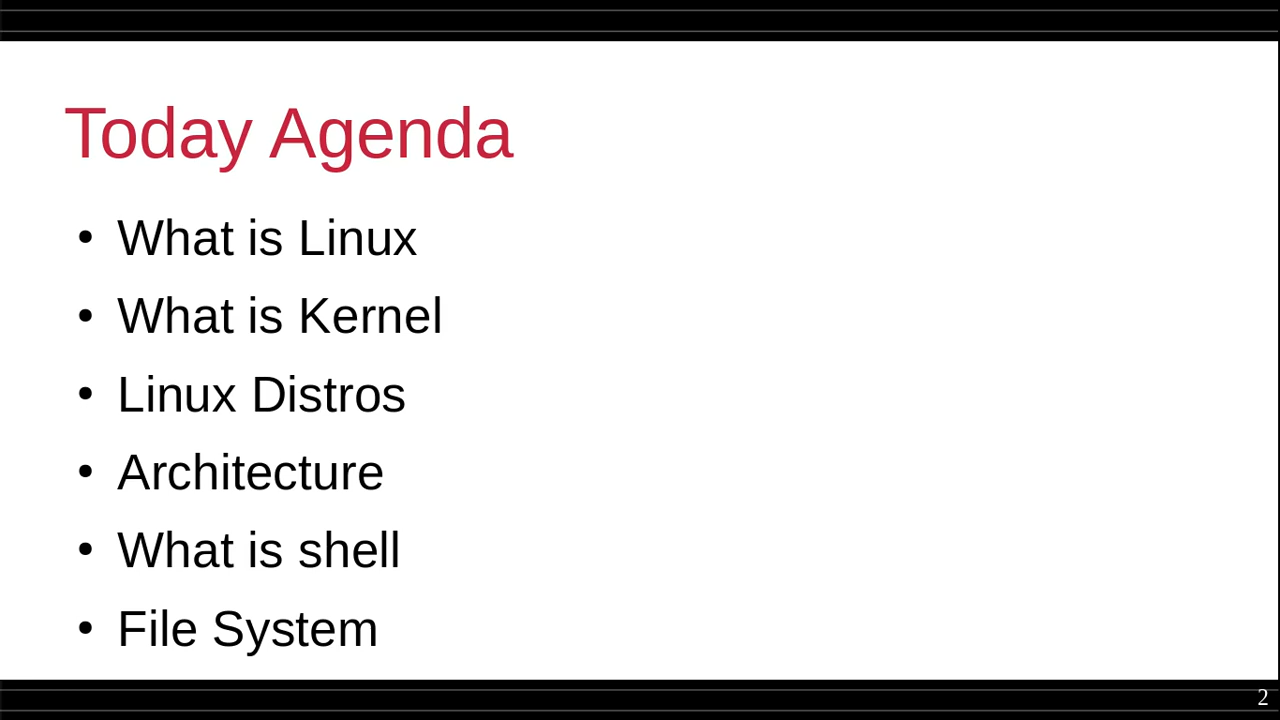 Today Agenda
• What is Linux
• What is Kernel
• Linux Distros
• Architecture
• What is shell
• File System
2